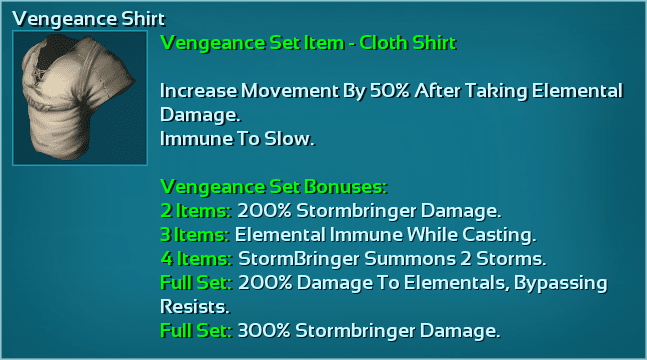 Vengeance Shirt
Vengeance Set Item - Cloth Shirt
Increase Movement By 50% After Taking Elemental
Damage.
Immune To Slow.
Vengeance Set Bonuses:
2 Items: 200% Stormbringer Damage.
3 Items: Elemental Immune While Casting.
4 Items: StormBringer Summons 2 Storms.
Full Set: 200% Damage To Elementals, Bypassing
Resists.
Full Set: 300% Stormbringer Damage.